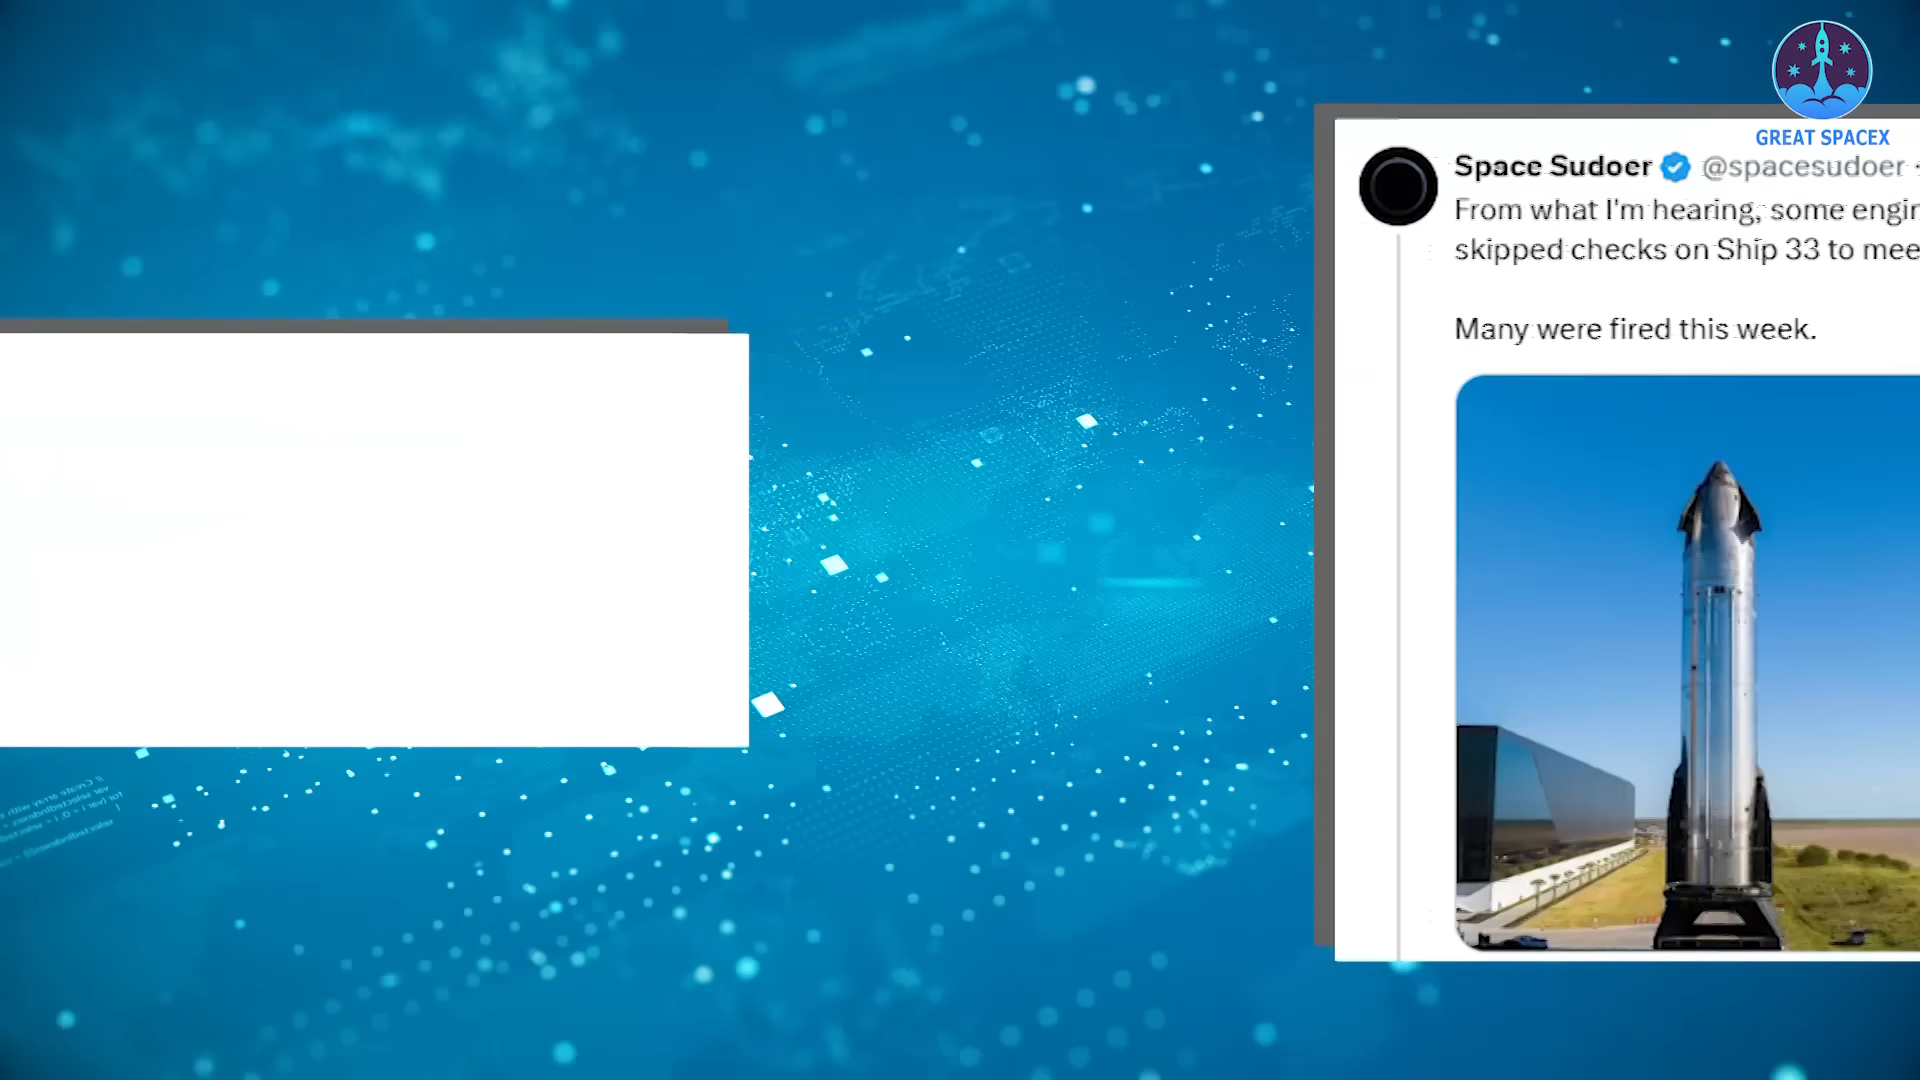 GREAT SPACEX
Space Sudoer @spacesudoer
From what I'm hearing, some engin
skipped checks on Ship 33 to mee
Many were fired this week.